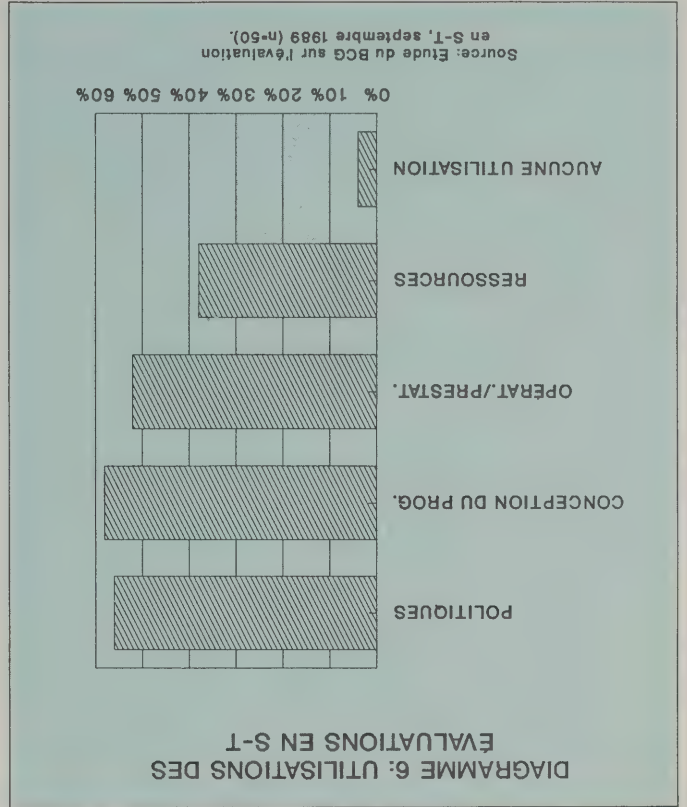 DIAGRAMME 6: UTILISATIONS DES
ÉVALUATIONS EN S-T
POLITIQUES
CONCEPTION DU PROG.
OPÉRAT./PRESTAT.
RESSOURCES
AUCUNE UTILISATION
0% 10% 20% 30% 40% 50% 60%
Source: Étude du BCG sur l'évaluation
en S-T, septembre 1989 (n=50).